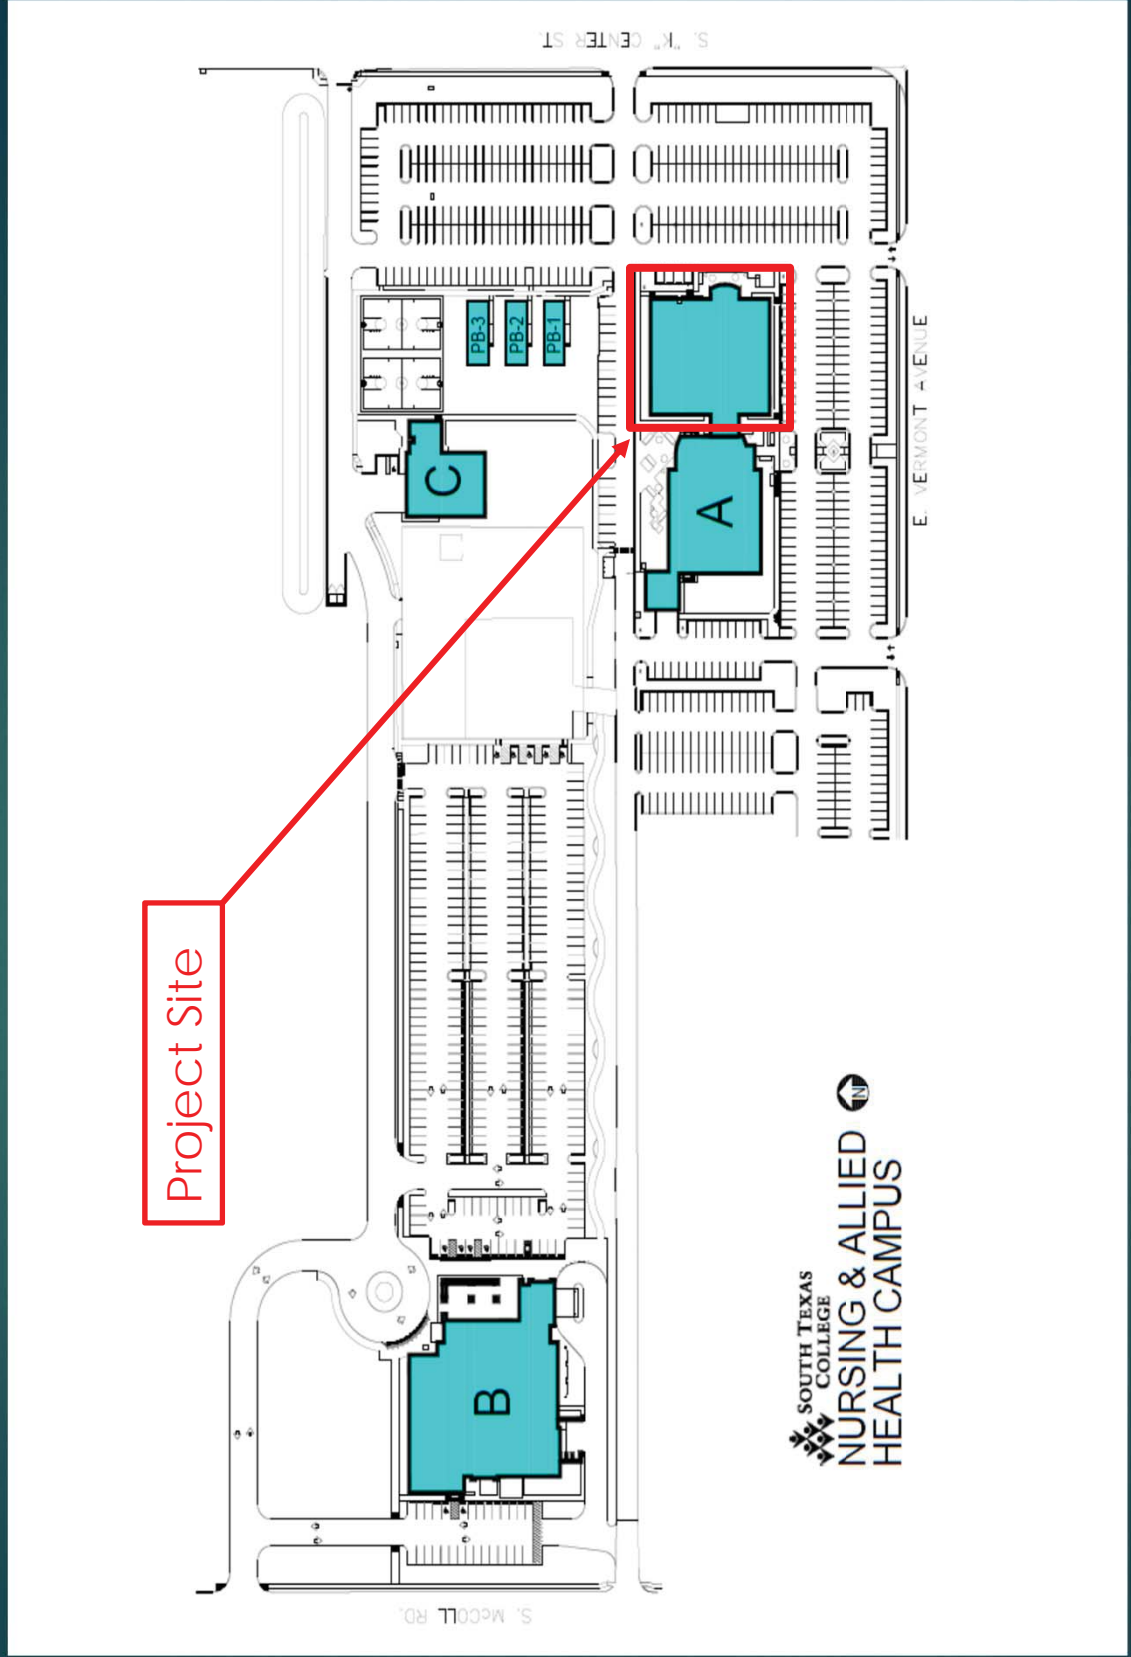 S. "K" CENTER ST.
PB-3
PB-2
PB-1
C
A
E. VERMONT AVENUE
Project Site
B
S. McCOLL RD.
N
SOUTH TEXAS
COLLEGE
NURSING & ALLIED
HEALTH CAMPUS